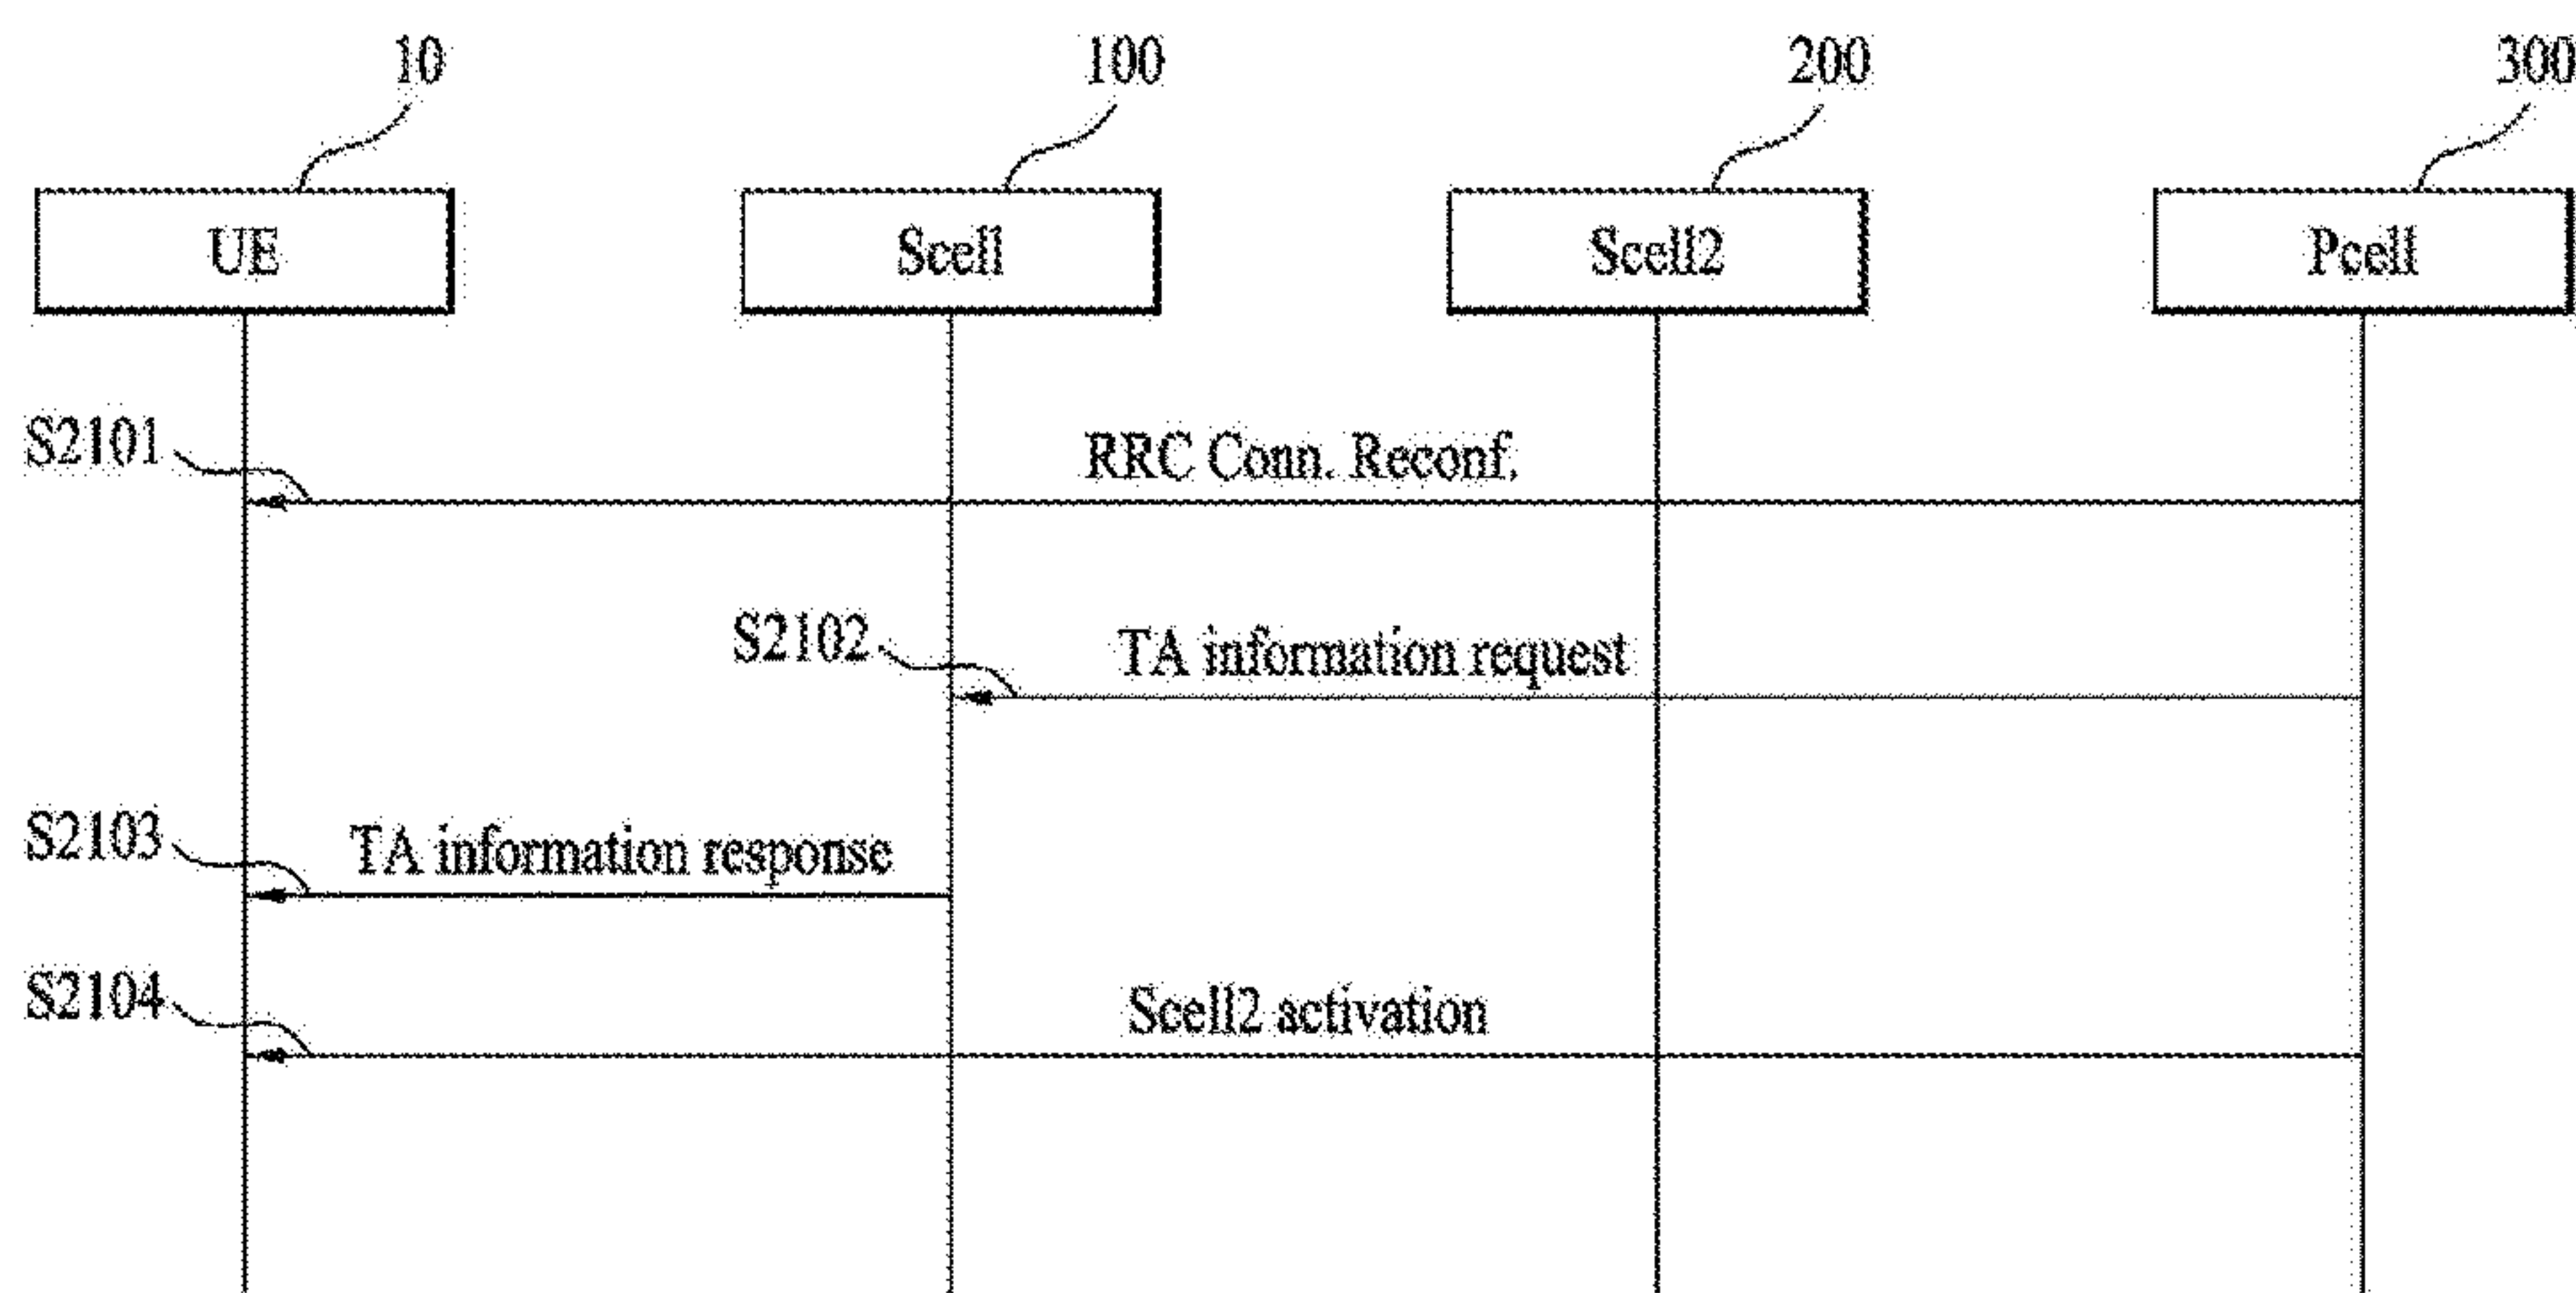 10
100
200
300
UE
Scell
Scell2
Pcell
S2101
RRC Conn. Reconf.
S2102
TA information request
S2103
TA information response
S2104
Scell2 activation